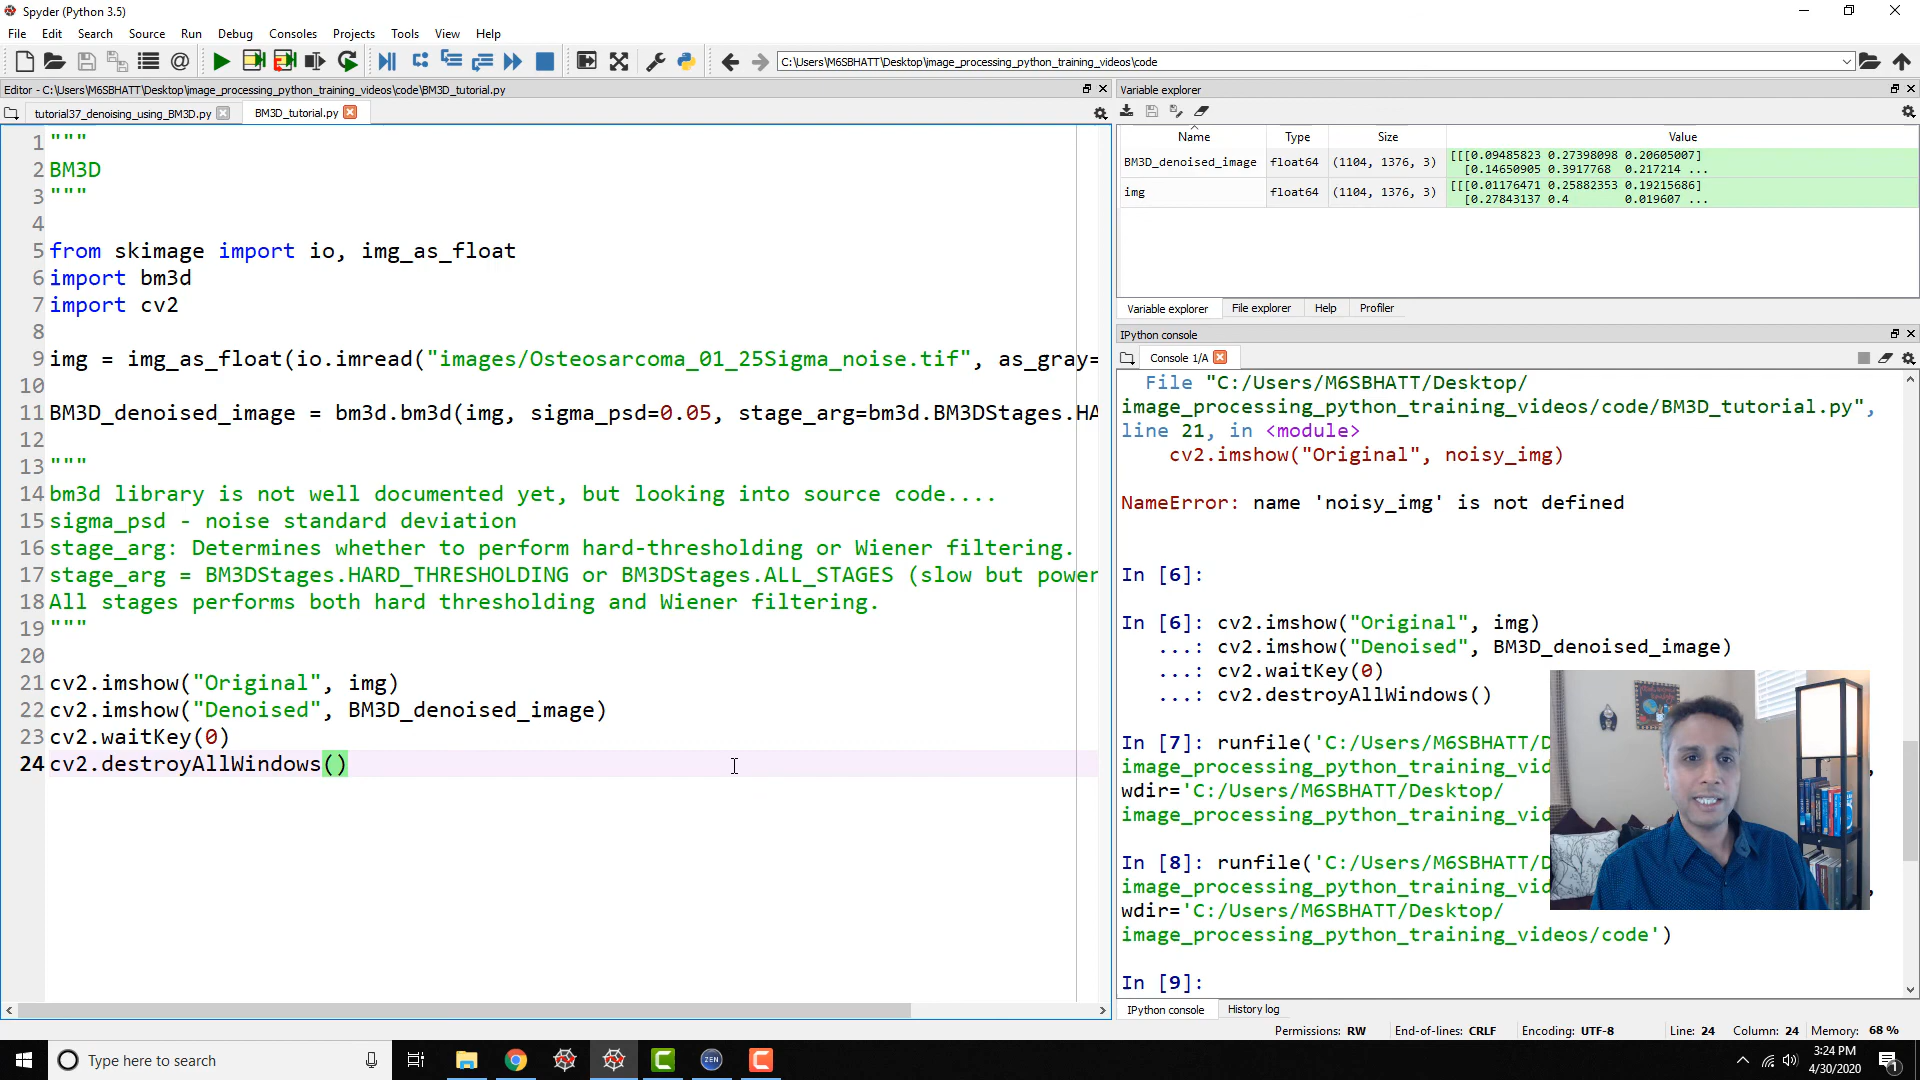 Spyder (Python 3.5)
File Edit Search Source Run Debug Consoles Projects Tools View Help
C:\Users\M6SBHATT\Desktop\image_processing_python_training_videos\code
Editor - C:\Users\M6SBHATT\Desktop\image_processing_python_training_videos\code\BM3D_tutorial.py
tutorial37_denoising_using_BM3D.py BM3D_tutorial.py
1 """
2 BM3D
3 """
4
5 from skimage import io, img_as_float
6 import bm3d
7 import cv2
8
9 img = img_as_float(io.imread("images/Osteosarcoma_01_25Sigma_noise.tif", as_gray=
10
11 BM3D_denoised_image = bm3d.bm3d(img, sigma_psd=0.05, stage_arg=bm3d.BM3DStages.HA
12
13 """
14 bm3d library is not well documented yet, but looking into source code....
15 sigma_psd - noise standard deviation
16 stage_arg: Determines whether to perform hard-thresholding or Wiener filtering.
17 stage_arg = BM3DStages.HARD_THRESHOLDING or BM3DStages.ALL_STAGES (slow but power
18 All stages performs both hard thresholding and Wiener filtering.
19 """
20
21 cv2.imshow("Original", img)
22 cv2.imshow("Denoised", BM3D_denoised_image)
23 cv2.waitKey(0)
24 cv2.destroyAllWindows()
Variable explorer
Name Type Size Value
BM3D_denoised_image float64 (1104, 1376, 3) [[[0.09485823 0.27398098 0.20605007]
[0.14650905 0.3917768 0.217214 ...
img float64 (1104, 1376, 3) [[[0.01176471 0.25882353 0.19215686]
[0.27843137 0.4 0.019607 ...
Variable explorer File explorer Help Profiler
IPython console
Console 1/A
File "C:/Users/M6SBHATT/Desktop/
image_processing_python_training_videos/code/BM3D_tutorial.py",
line 21, in <module>
cv2.imshow("Original", noisy_img)
NameError: name 'noisy_img' is not defined
In [6]:
In [6]: cv2.imshow("Original", img)
...: cv2.imshow("Denoised", BM3D_denoised_image)
...: cv2.waitKey(0)
...: cv2.destroyAllWindows()
In [7]: runfile('C:/Users/M6SBHATT/D
image_processing_python_training_vid
wdir='C:/Users/M6SBHATT/Desktop/
image_processing_python_training_vid
In [8]: runfile('C:/Users/M6SBHATT/D
image_processing_python_training_vid
wdir='C:/Users/M6SBHATT/Desktop/
image_processing_python_training_videos/code')
In [9]:
IPython console History log
Permissions: RW End-of-lines: CRLF Encoding: UTF-8 Line: 24 Column: 24 Memory: 68 %
Type here to search
ZEN
3:24 PM
4/30/2020
1